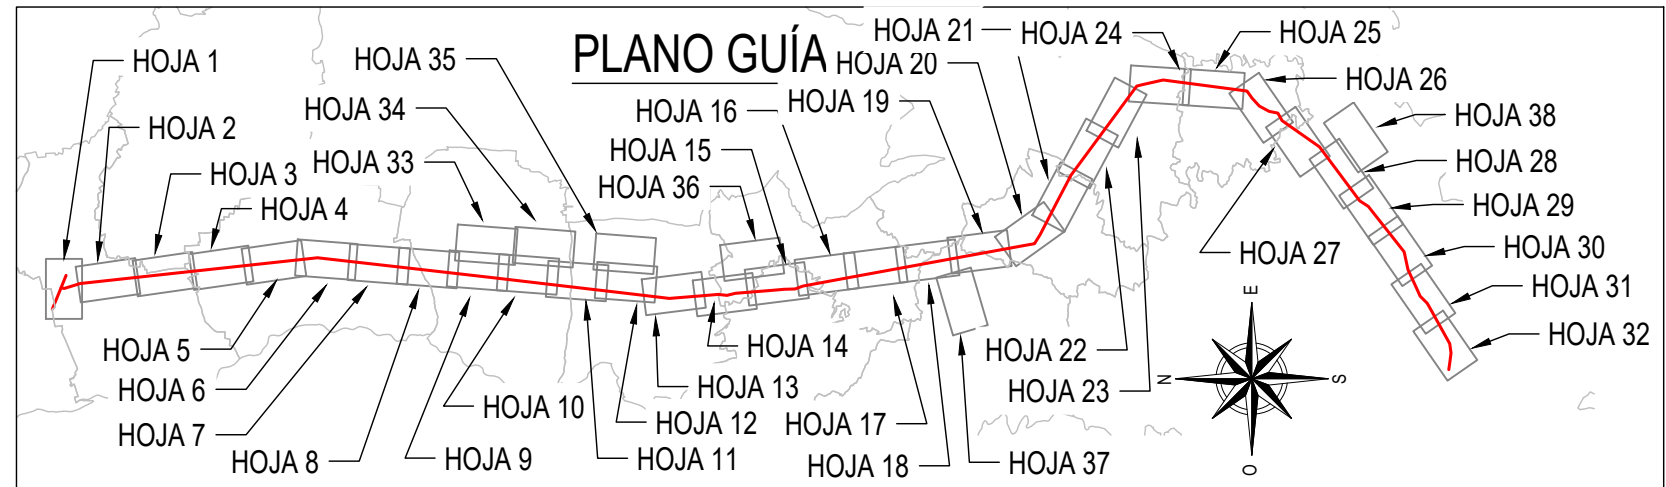 PLANO GUÍA
HOJA 1
HOJA 2
HOJA 3
HOJA 4
HOJA 35
HOJA 34
HOJA 33
HOJA 16
HOJA 15
HOJA 36
HOJA 21
HOJA 20
HOJA 19
HOJA 24
HOJA 25
HOJA 26
HOJA 38
HOJA 28
HOJA 29
HOJA 30
HOJA 31
HOJA 32
HOJA 27
HOJA 5
HOJA 6
HOJA 7
HOJA 8
HOJA 9
HOJA 10
HOJA 11
HOJA 12
HOJA 13
HOJA 14
HOJA 17
HOJA 18
HOJA 37
HOJA 22
HOJA 23
E
N
S
O